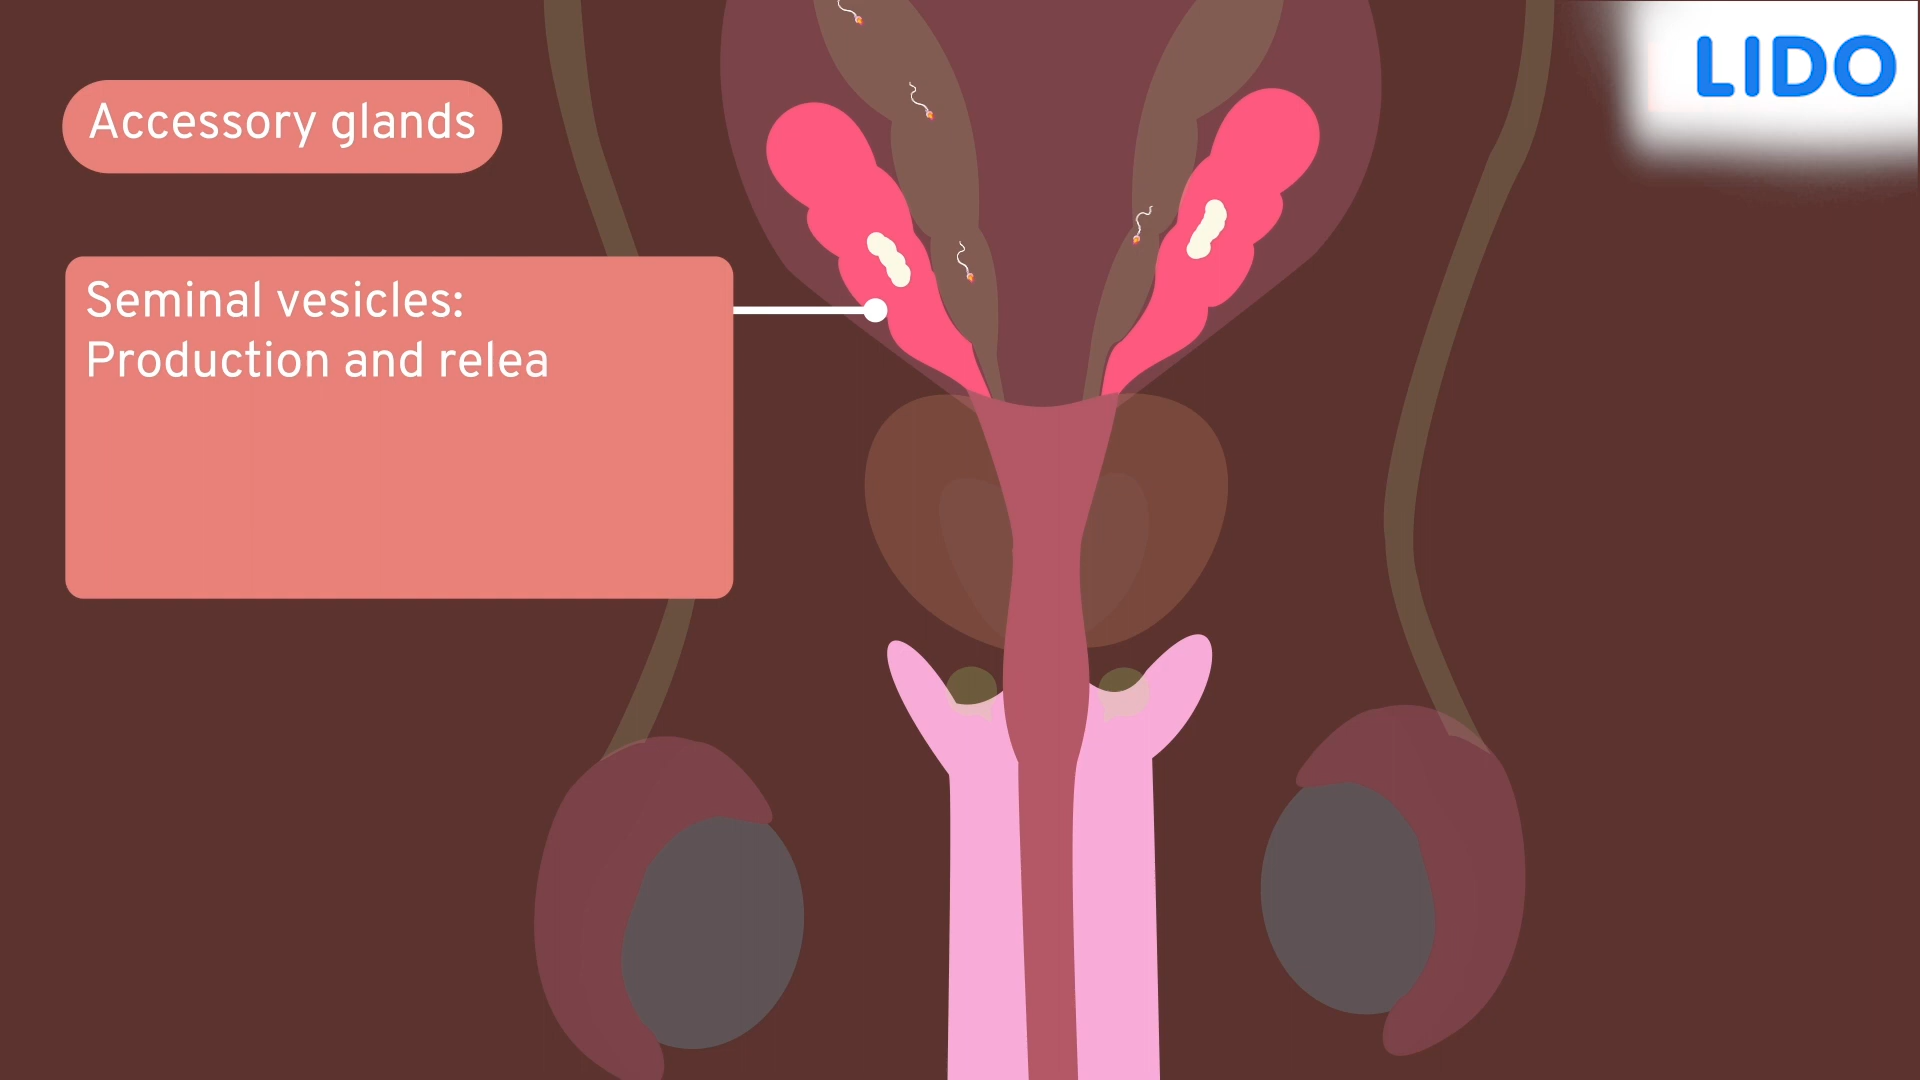 LIDO
Accessory glands
Seminal vesicles:
Production and relea